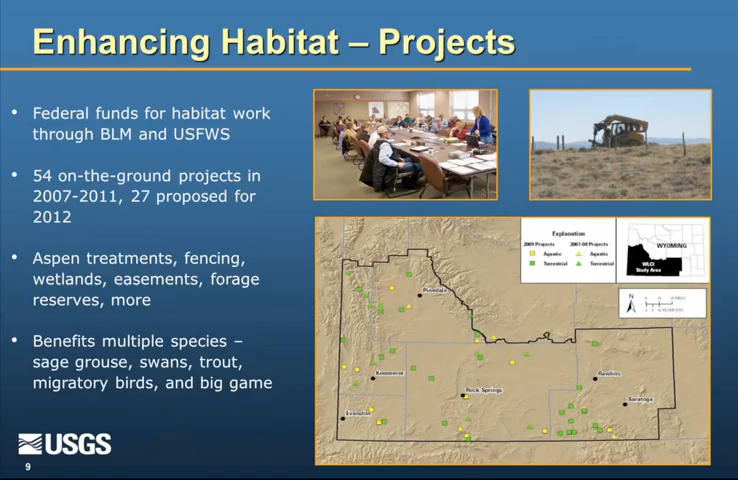 Enhancing Habitat – Projects
• Federal funds for habitat work
through BLM and USFWS
• 54 on-the-ground projects in
2007-2011, 27 proposed for
2012
• Aspen treatments, fencing,
wetlands, easements, forage
reserves, more
• Benefits multiple species –
sage grouse, swans, trout,
migratory birds, and big game
USGS
9
Explanation
2009 Projects 2007-08 Projects
Aquatic Aquatic
Terrestrial Terrestrial
WYOMING
WLCI
Study Area
N
Pinedale
Kemmerer
Rock Springs
Rawlins
Saratoga
Evanston